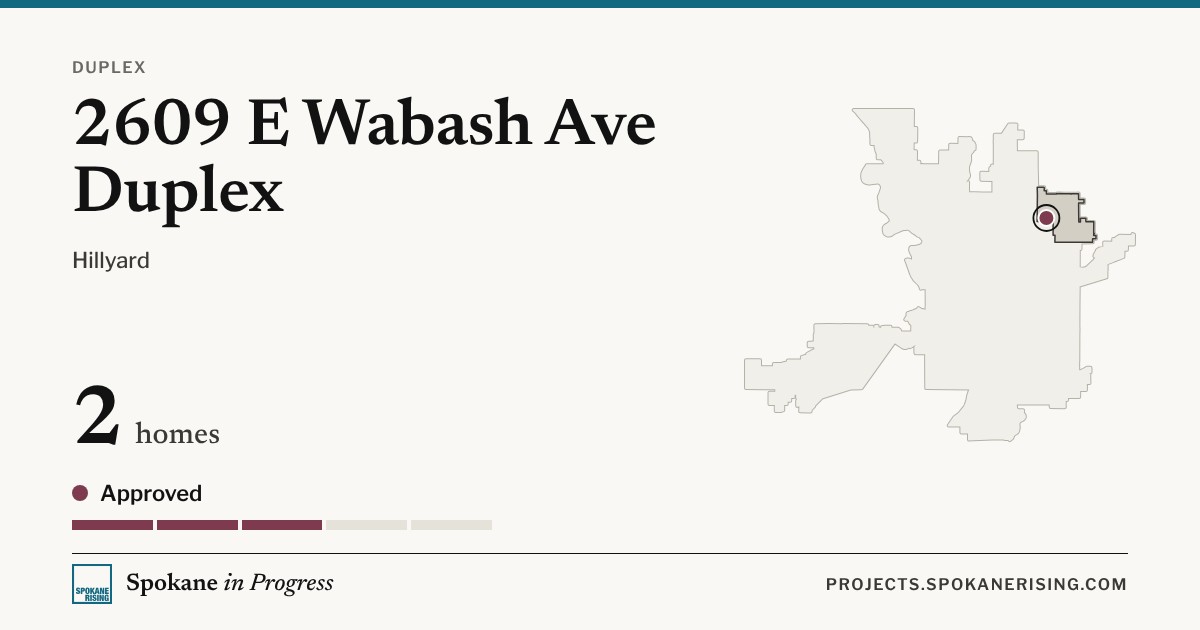 DUPLEX
2609 E Wabash Ave
Duplex
Hillyard
2 homes
Approved
SPOKANE
RISING
Spokane in Progress
PROJECTS.SPOKANERISING.COM